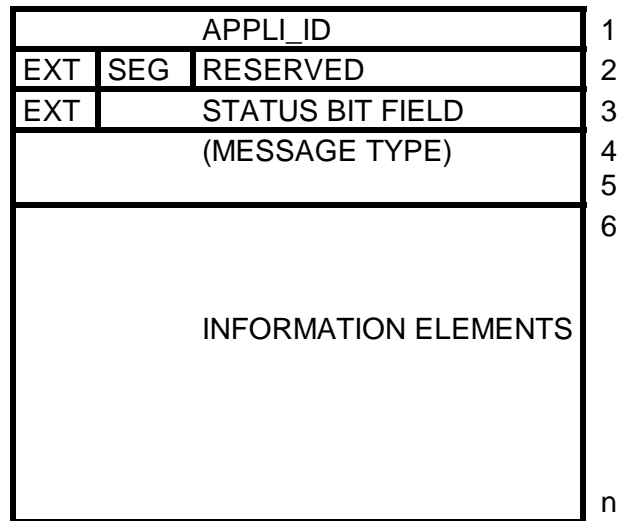 APPLI_ID 1
EXT SEG RESERVED 2
EXT STATUS BIT FIELD 3
(MESSAGE TYPE) 4
5
6
INFORMATION ELEMENTS
n